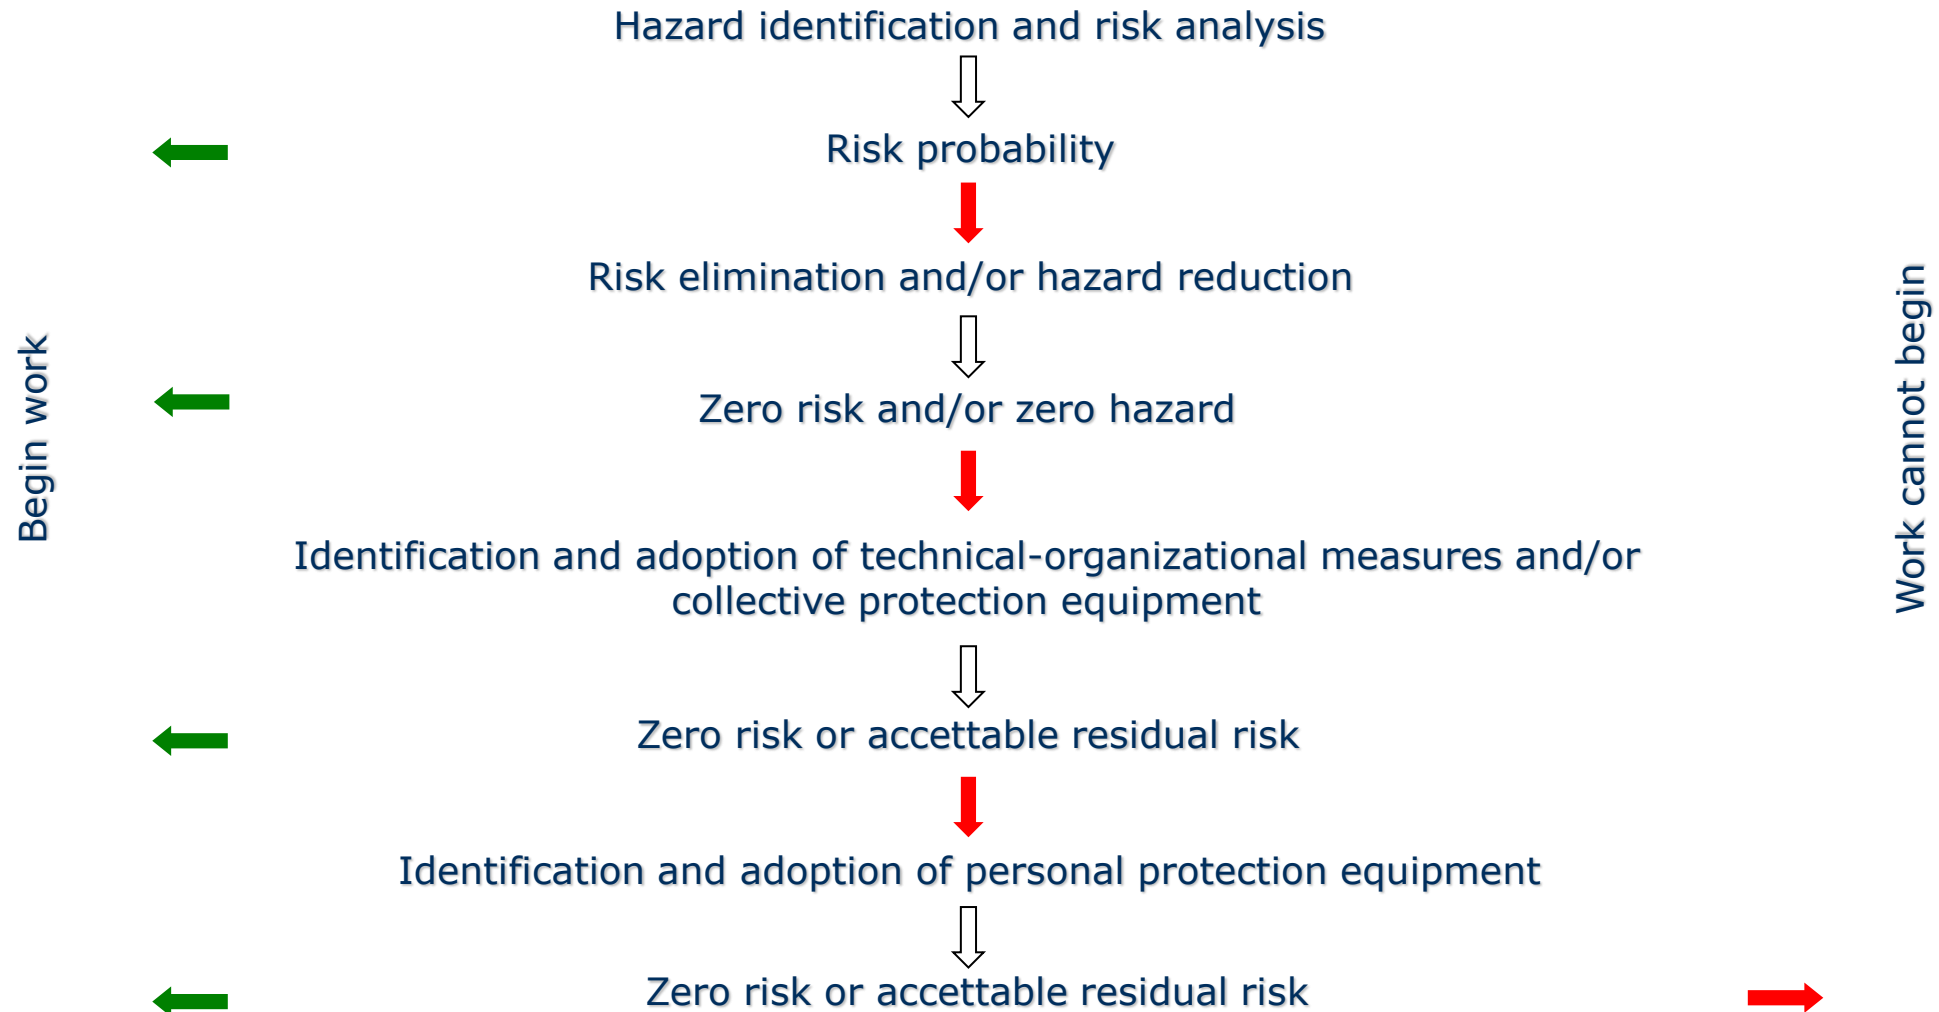 Hazard identification and risk analysis
Risk probability
Risk elimination and/or hazard reduction
Zero risk and/or zero hazard
Identification and adoption of technical-organizational measures and/or
collective protection equipment
Zero risk or accettable residual risk
Identification and adoption of personal protection equipment
Zero risk or accettable residual risk
Begin work
Work cannot begin